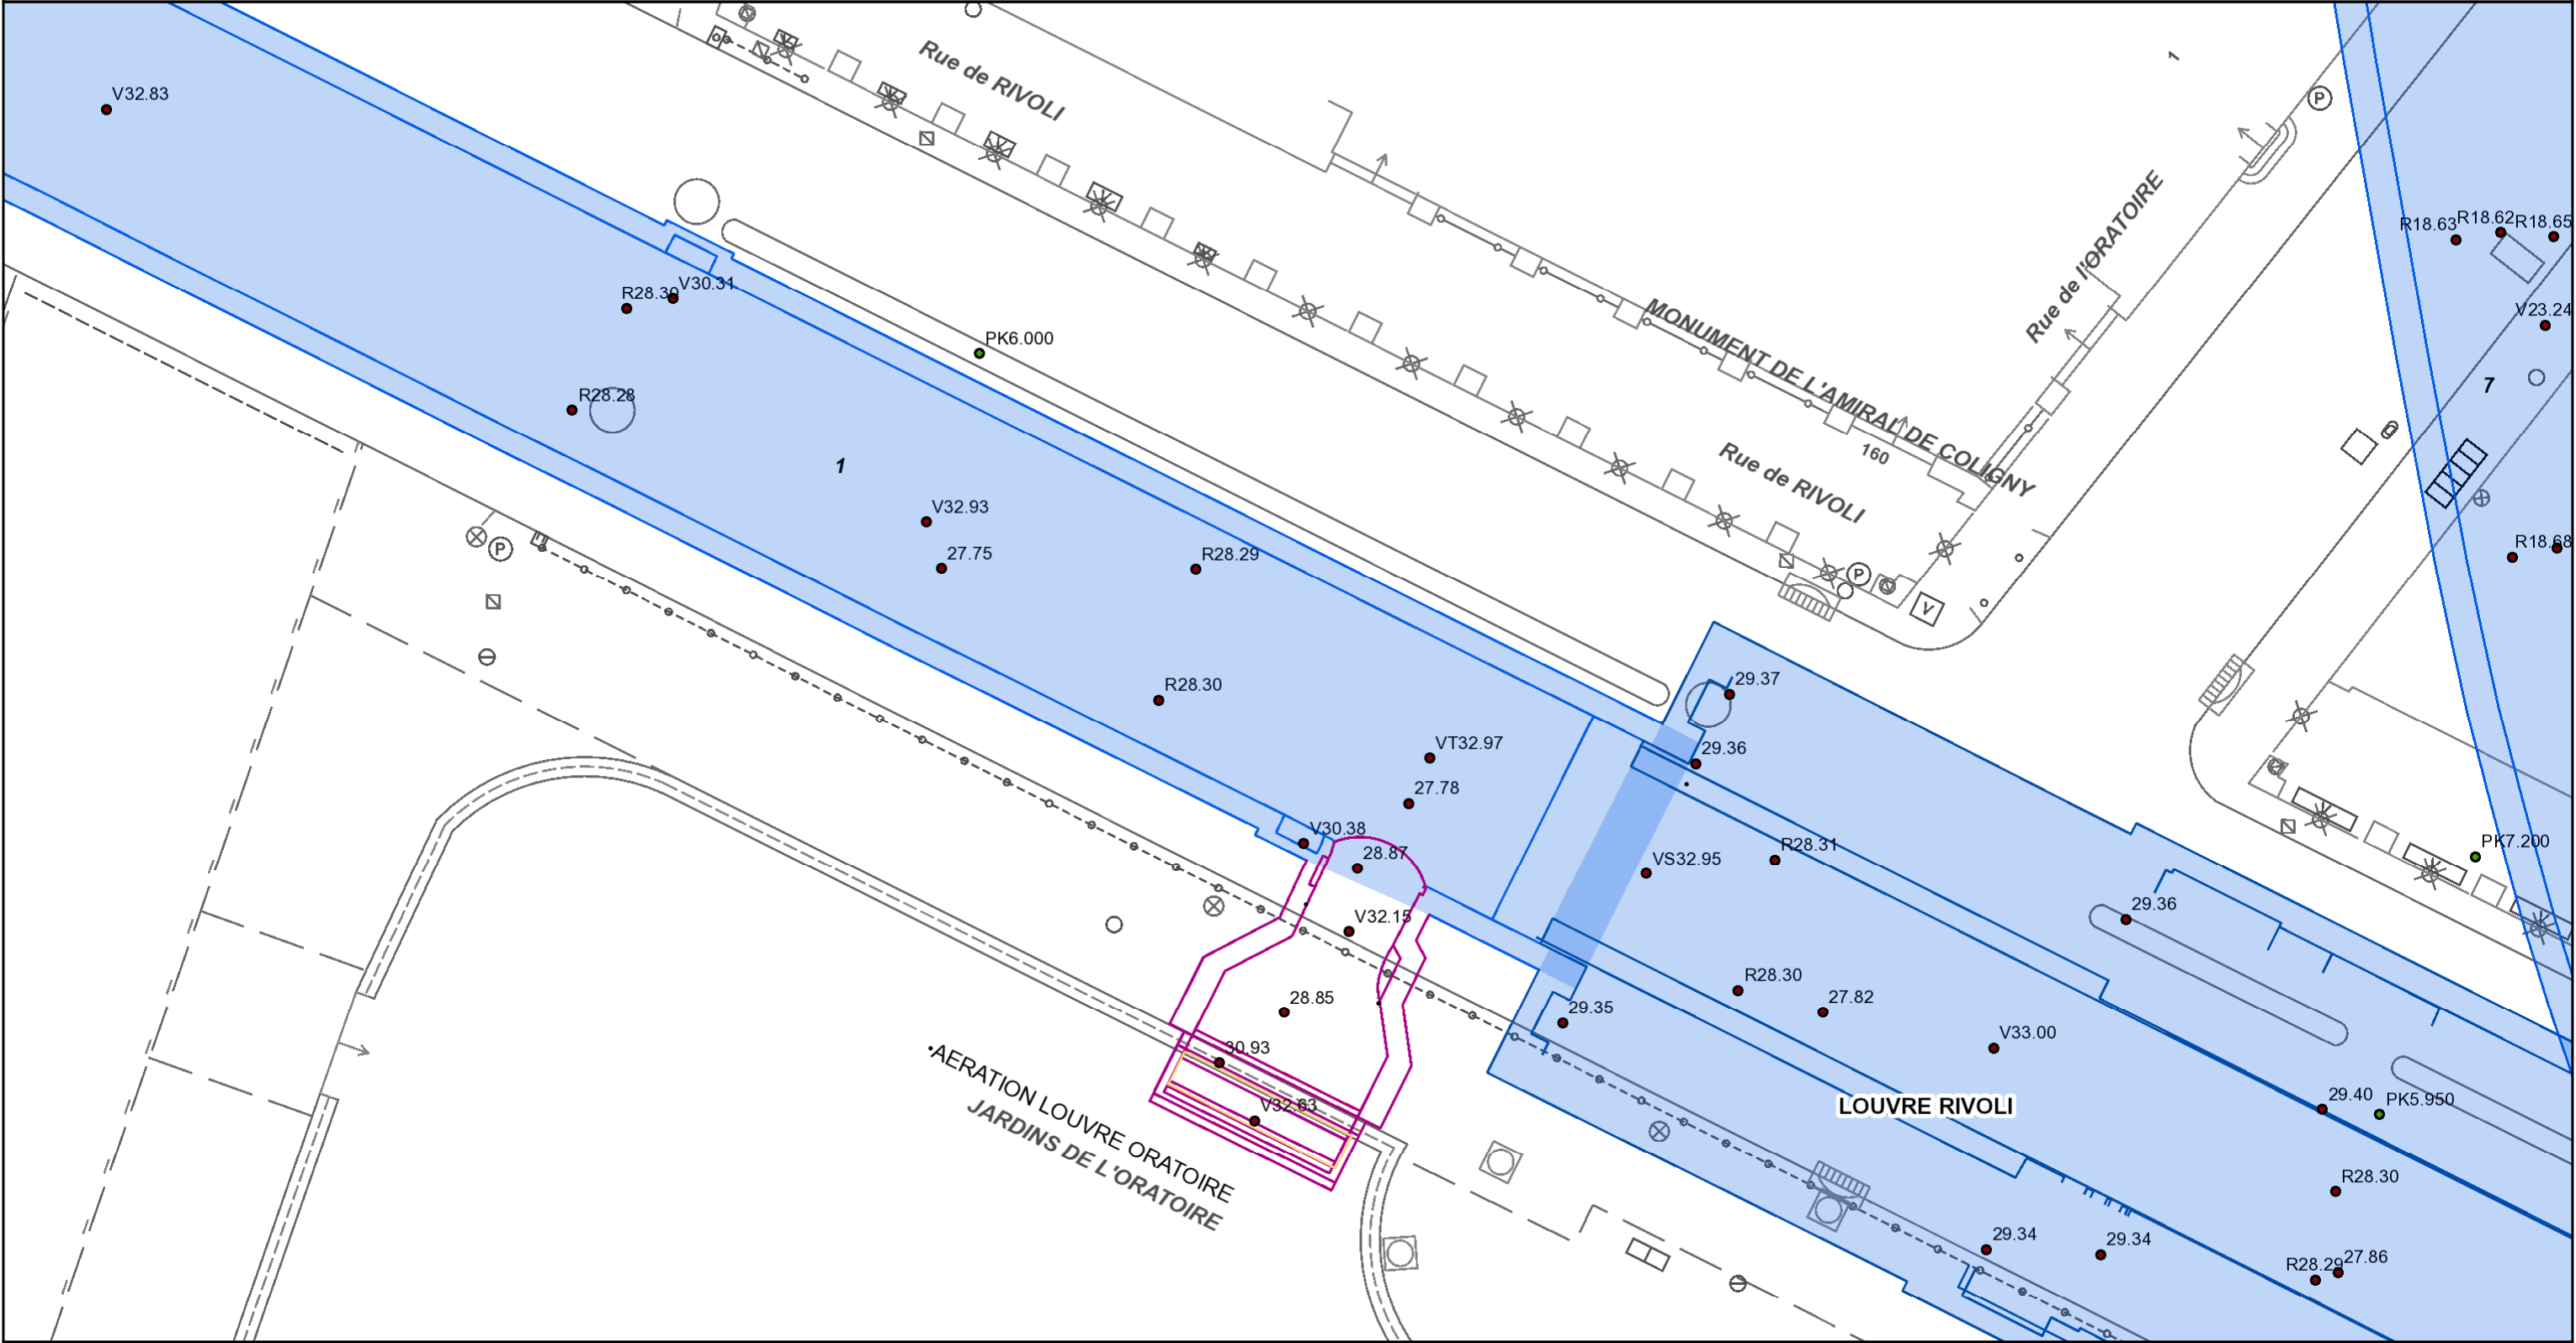 Rue de RIVOLI
1
P
V32.83
Rue de l'ORATOIRE
R18.63
R18.62
R18.65
V30.31
R28.30
V23.24
PK6.000
MONUMENT DE L'AMIRAL DE COLIGNY
7
R28.28
160
1
Rue de RIVOLI
V32.93
P
E
27.75
R28.29
R18.68
P
V
R28.30
29.37
VT32.97
29.36
27.78
V30.38
28.87
VS32.95
R28.31
PK7.200
V32.15
29.36
28.85
R28.30
27.82
29.35
V33.00
30.93
AERATION LOUVRE ORATOIRE
JARDINS DE L'ORATOIRE
V32.63
LOUVRE RIVOLI
29.40
PK5.950
R28.30
29.34
29.34
R28.29
27.86